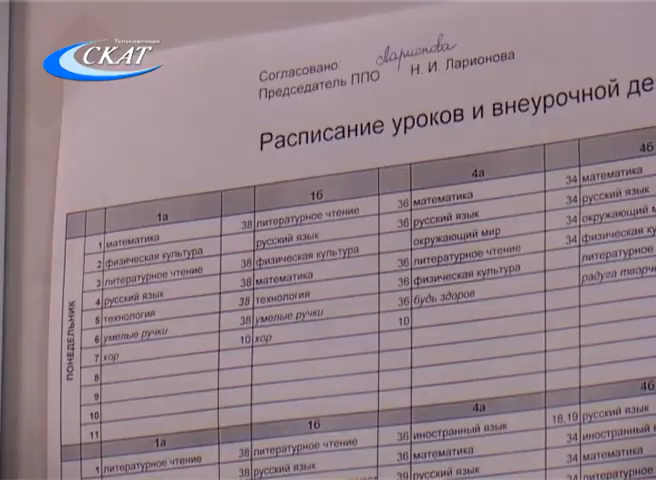 Телекомпания
СКАТ
Согласовано: Ларионова
Председатель ППО Н. И. Ларионова
Расписание уроков и внеурочной де
1а 1б 4а 4б
ПОНЕДЕЛЬНИК
1 математика 38 литературное чтение 36 математика 34 математика
2 физическая культура русский язык 36 русский язык 34 русский язык
3 литературное чтение 38 физическая культура окружающий мир 34 окружающий м
4 русский язык 38 математика 36 литературное чтение 34 физическая ку
5 технология 38 технология 36 физическая культура литературное
6 умелые ручки 38 умелые ручки 36 будь здоров радуга творч
7 хор 10 хор 10
8
9
10
11
1а 1б 4а 4б
1 литературное чтение 38 литературное чтение 36 иностранный язык 18,19 русский язык
38 русский язык 36 математика 34 иностранный я
русский язык 34 математика
34 литературное